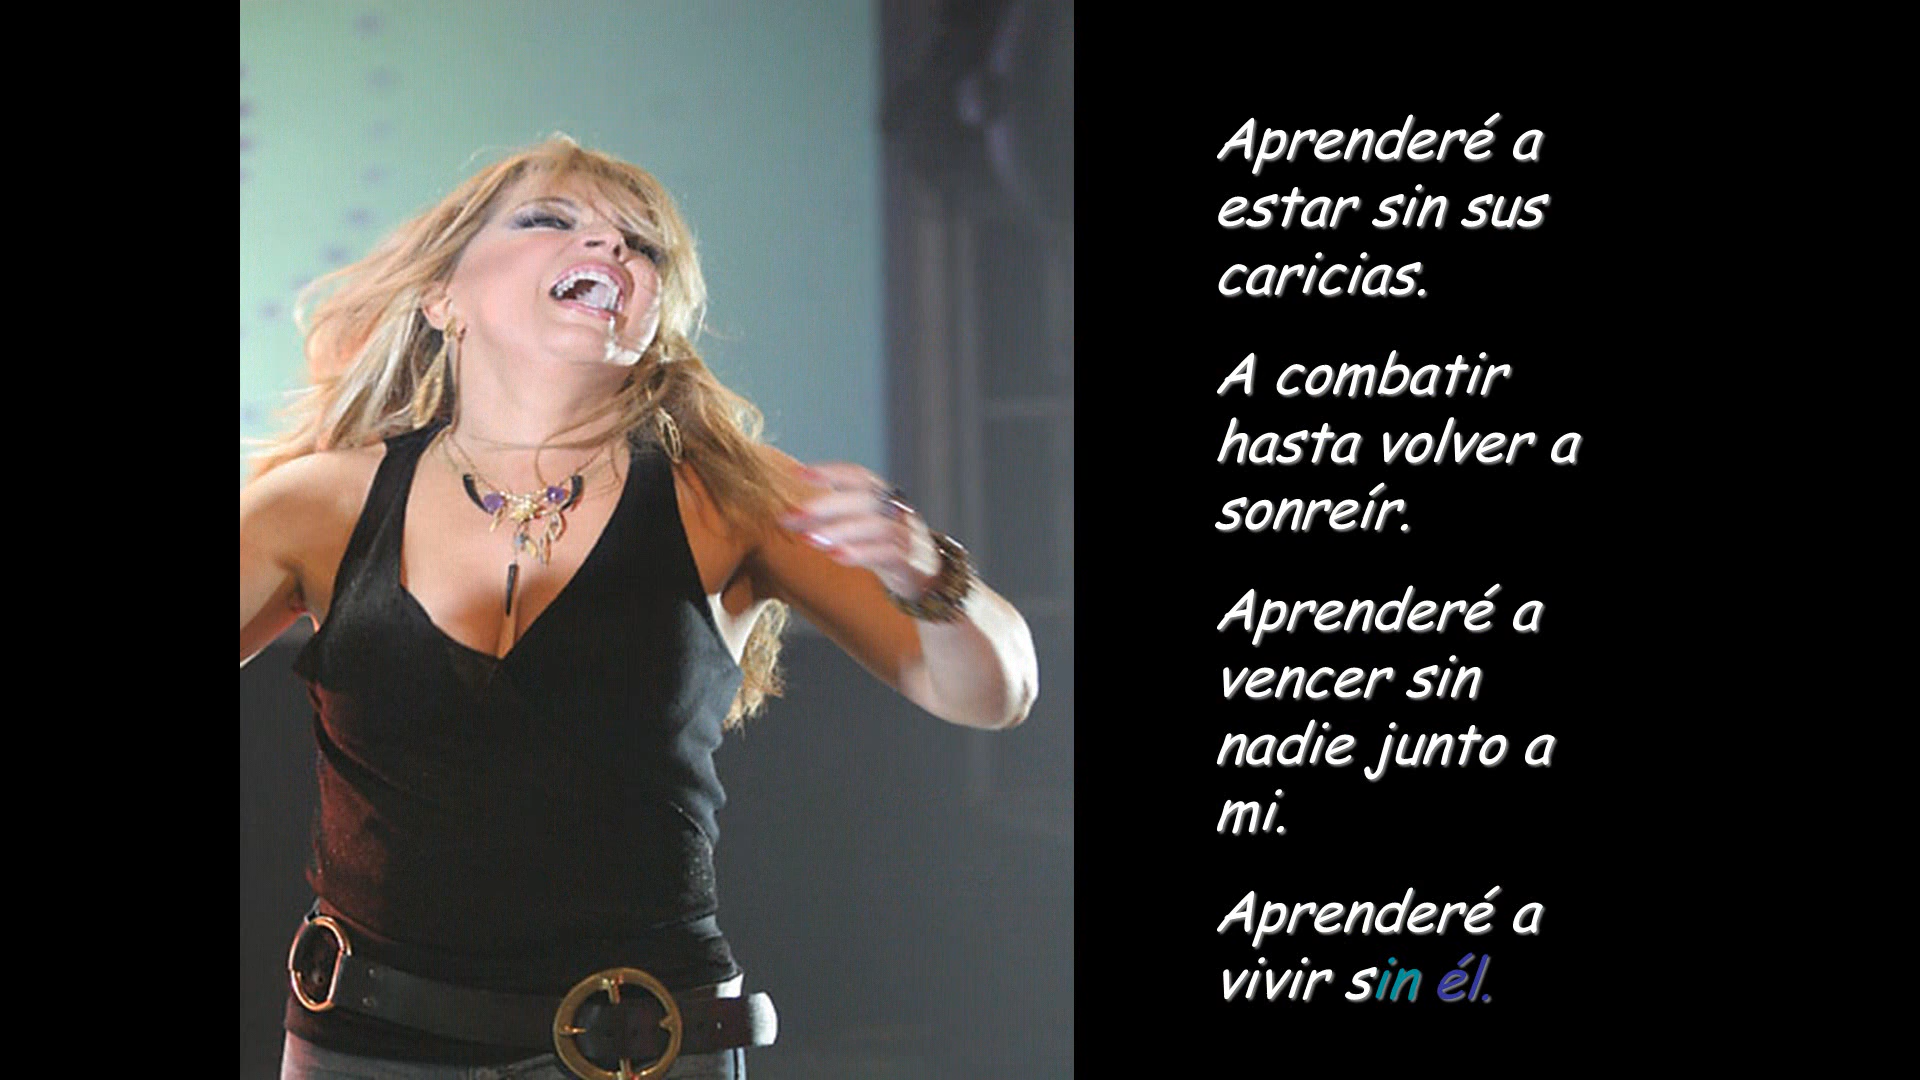 Aprenderé a
estar sin sus
caricias.
A combatir
hasta volver a
sonreír.
Aprenderé a
vencer sin
nadie junto a
mi.
Aprenderé a
vivir sin él.